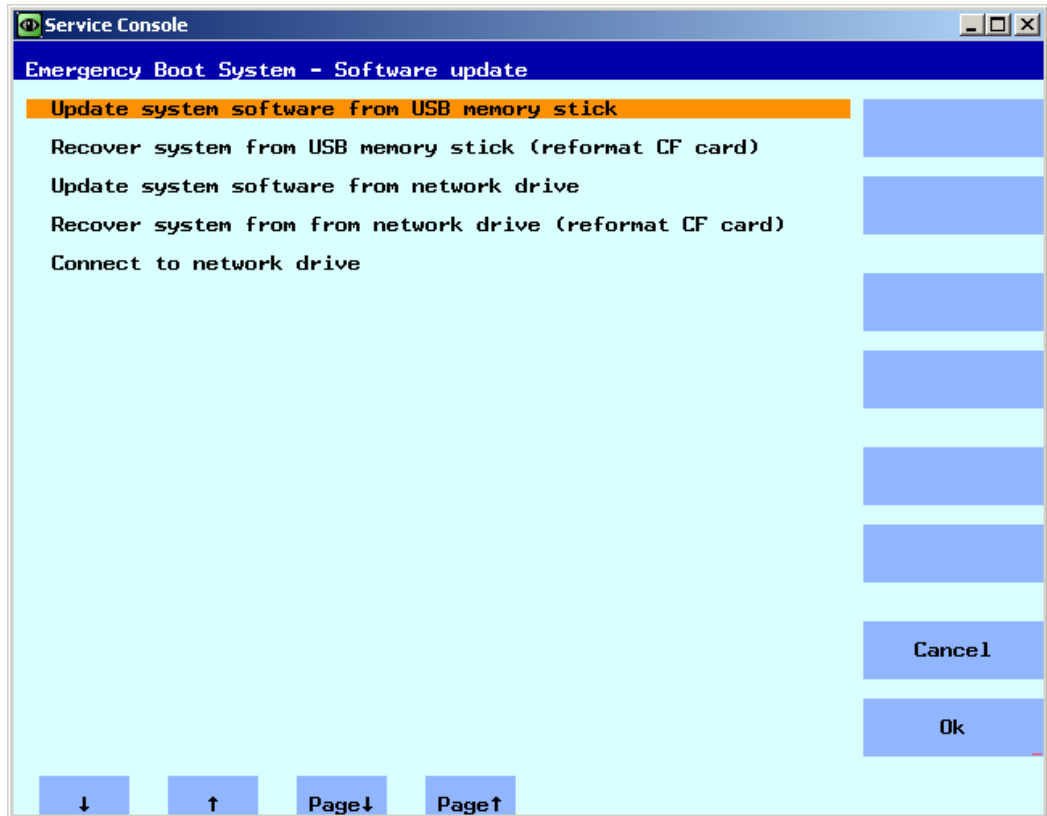 Service Console
Emergency Boot System - Software update
Update system software from USB memory stick
Recover system from USB memory stick (reformat CF card)
Update system software from network drive
Recover system from from network drive (reformat CF card)
Connect to network drive
Cancel
Ok
↓ ↑ Page↓ Page↑